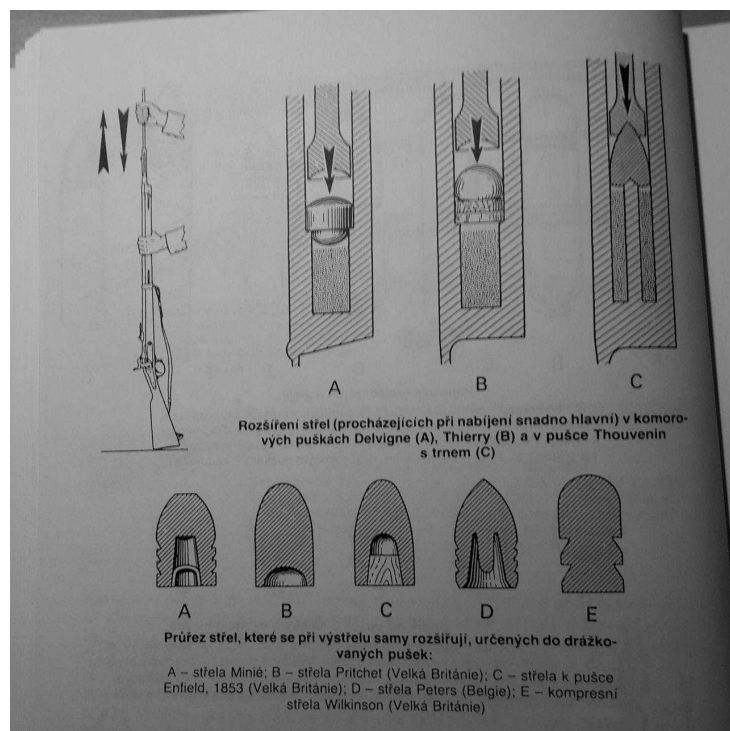 A
B
C
Rozšíření střel (procházejících při nabíjení snadno hlavní) v komoro-
vých puškách Delvigne (A), Thierry (B) a v pušce Thouvenin
s trnem (C)
A
B
C
D
E
Průřez střel, které se při výstřelu samy rozšiřují, určených do drážko-
vaných pušek:
A – střela Minié; B – střela Pritchet (Velká Británie); C – střela k pušce
Enfield, 1853 (Velká Británie); D – střela Peters (Belgie); E – kompresní
střela Wilkinson (Velká Británie)